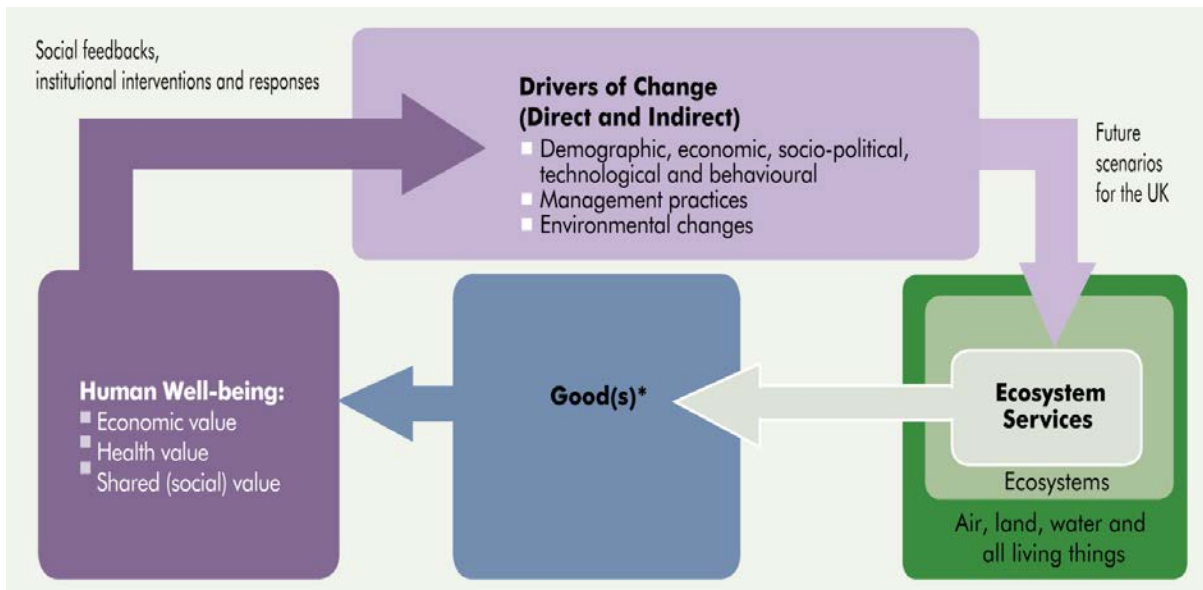 Social feedbacks,
institutional interventions and responses
Drivers of Change
(Direct and Indirect)
Demographic, economic, socio-political,
technological and behavioural
Management practices
Environmental changes
Future
scenarios
for the UK
Human Well-being:
Economic value
Health value
Shared (social) value
Good(s)*
Ecosystem
Services
Ecosystems
Air, land, water and
all living things